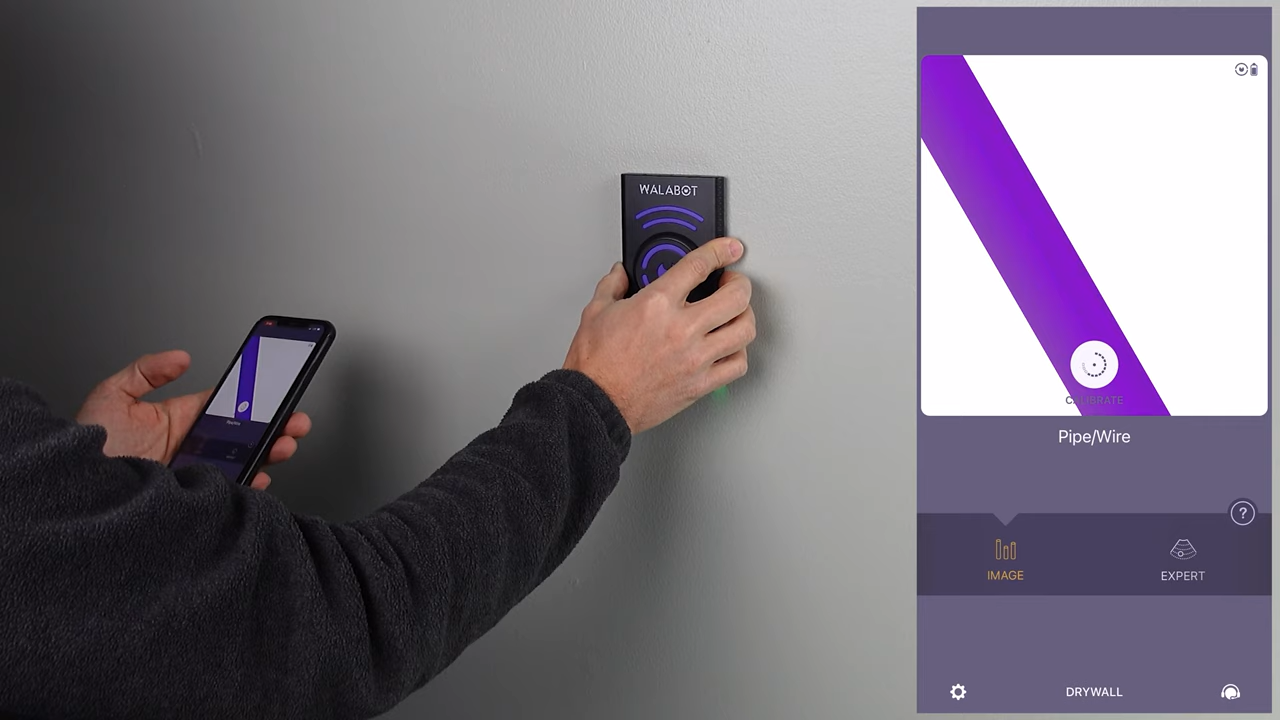 WALABOT
CALIBRATE
Pipe/Wire
?
IMAGE
EXPERT
DRYWALL